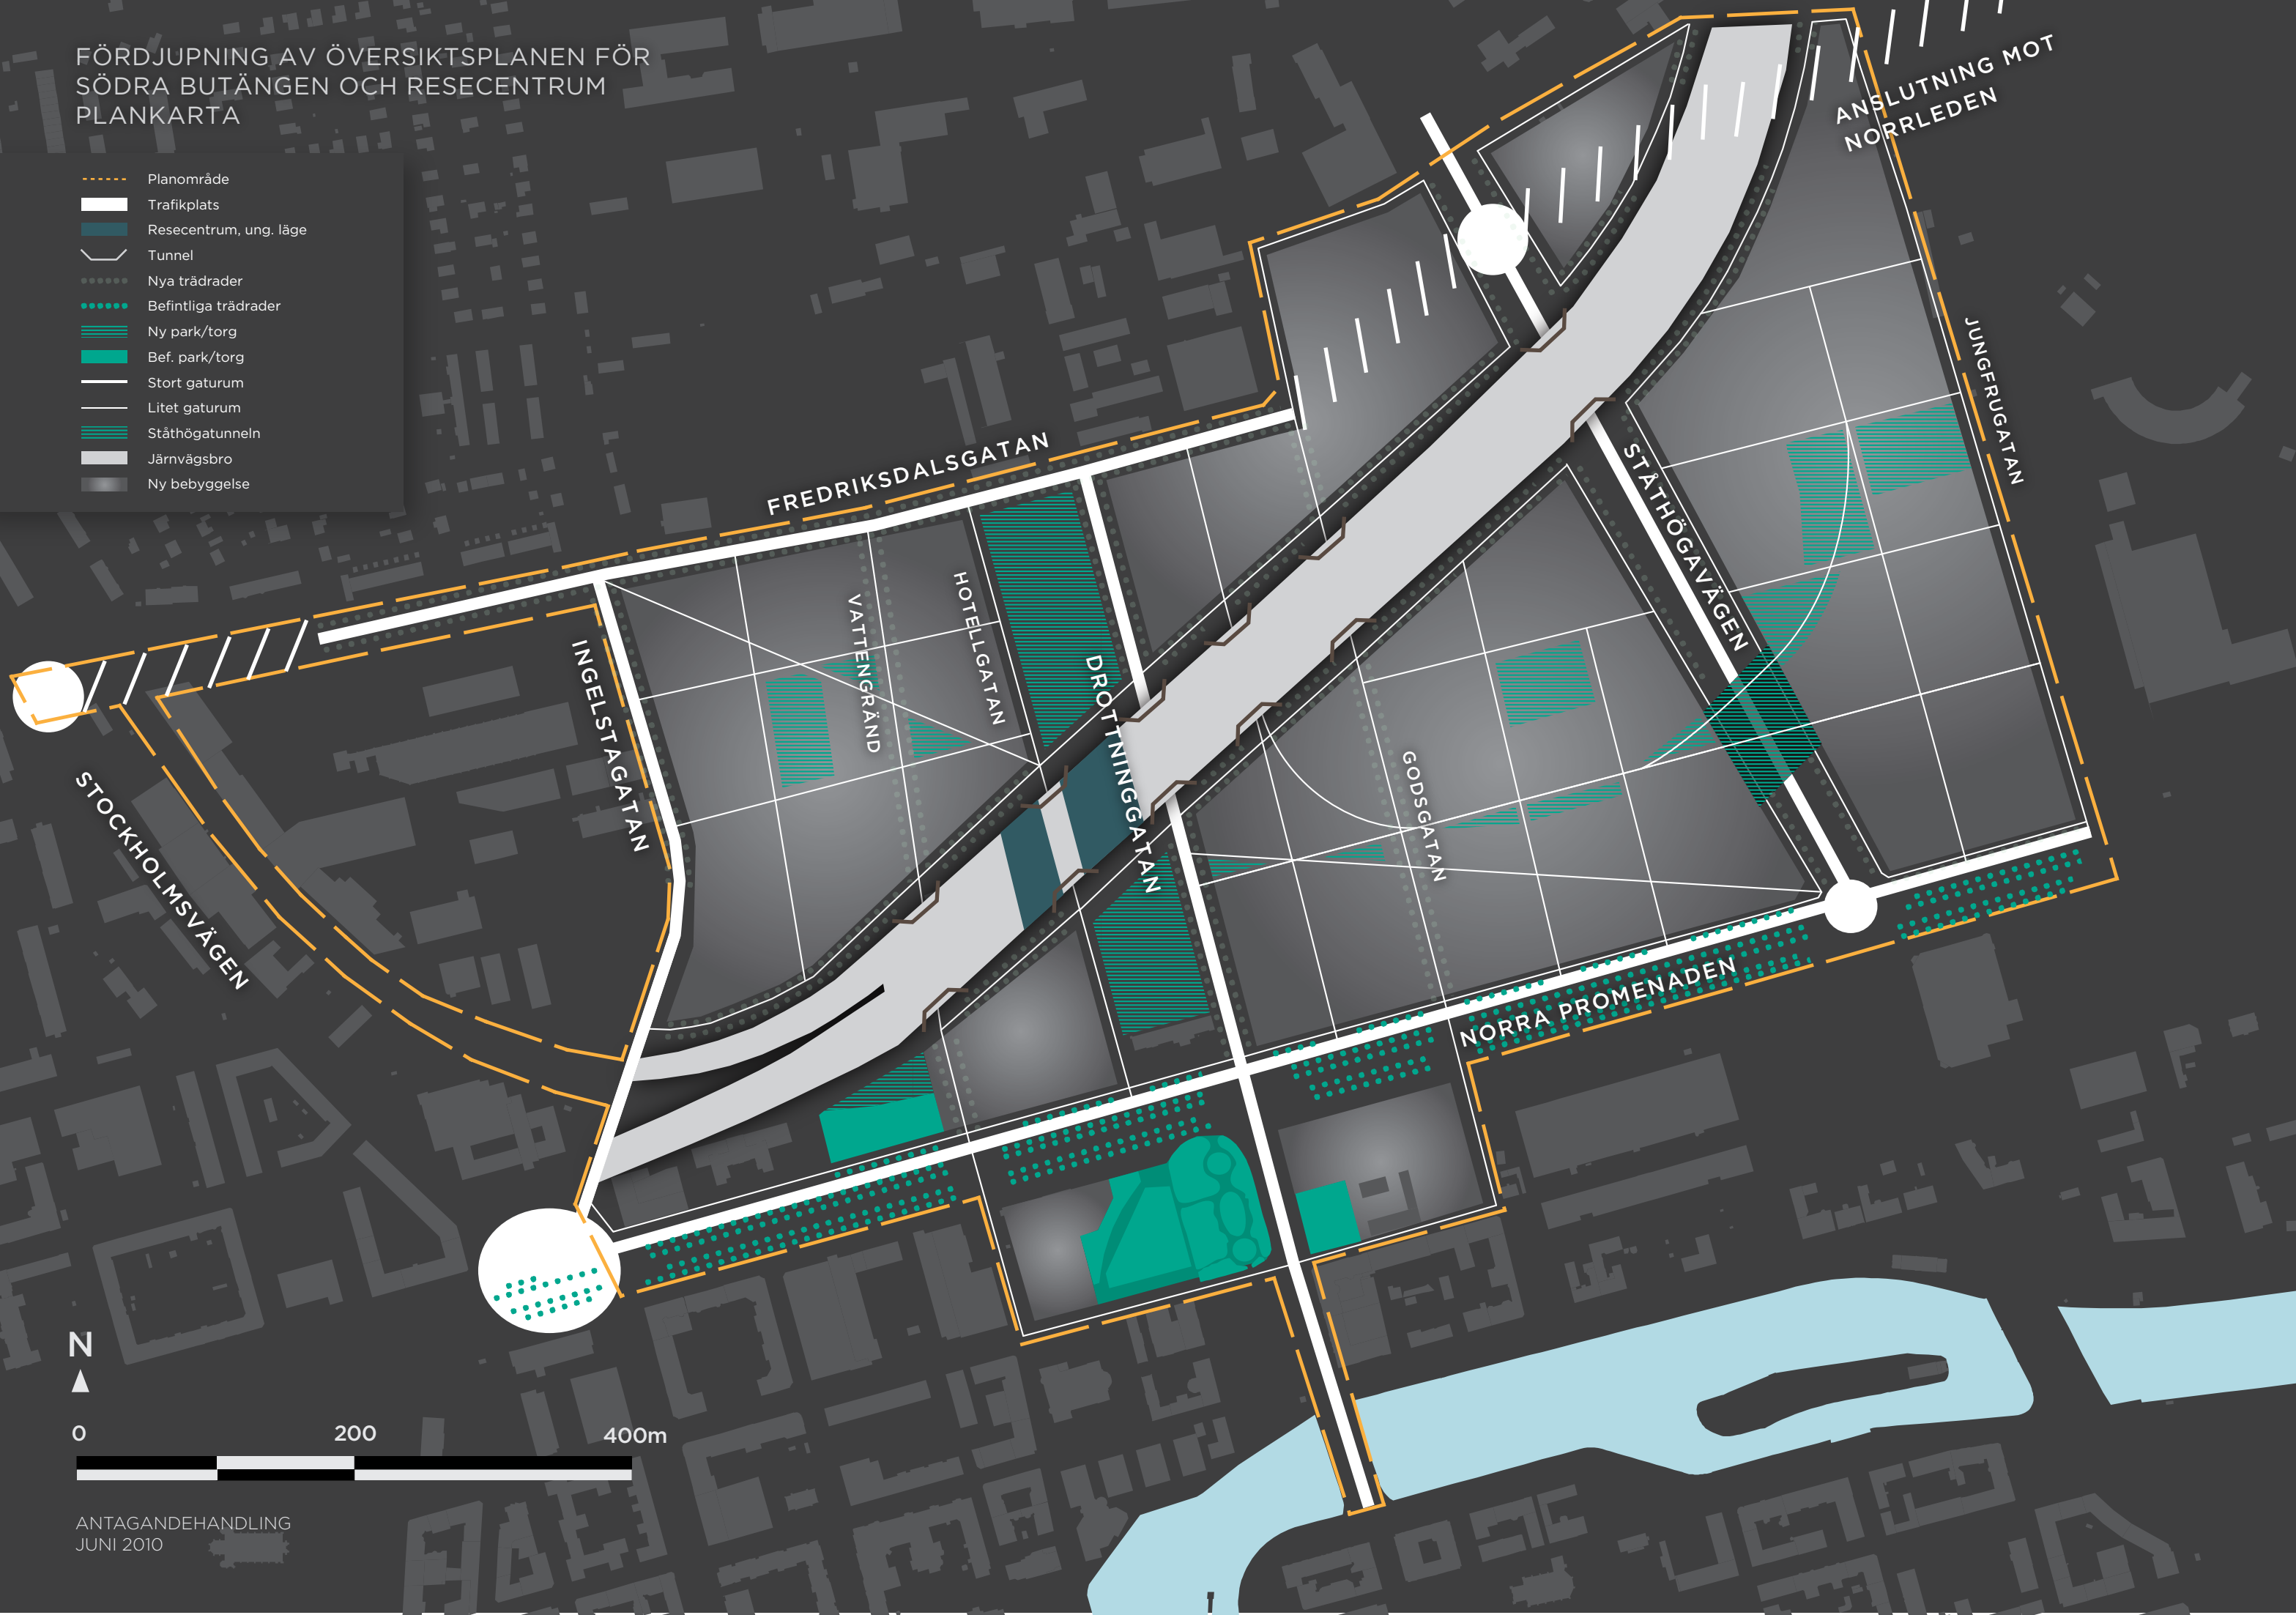 FÖRDJUPNING AV ÖVERSIKTSPLANEN FÖR
SÖDRA BUTÄNGEN OCH RESECENTRUM
PLANKARTA
Planområde
Trafikplats
Resecentrum, ung. läge
Tunnel
Nya trädrader
Befintliga trädrader
Ny park/torg
Bef. park/torg
Stort gaturum
Litet gaturum
Ståthögatunneln
Järnvägsbro
Ny bebyggelse
ANSLUTNING MOT
NORRLEDEN
JUNGFRUGATAN
FREDRIKSDALSGATAN
STÅTHÖGAVÄGEN
HOTELLGATAN
VATTENGRÄND
INGELSTAGATAN
DROTTNINGGATAN
GODSGATAN
STOCKHOLMSVÄGEN
NORRA PROMENADEN
N
0 200 400m
ANTAGANDEHANDLING
JUNI 2010